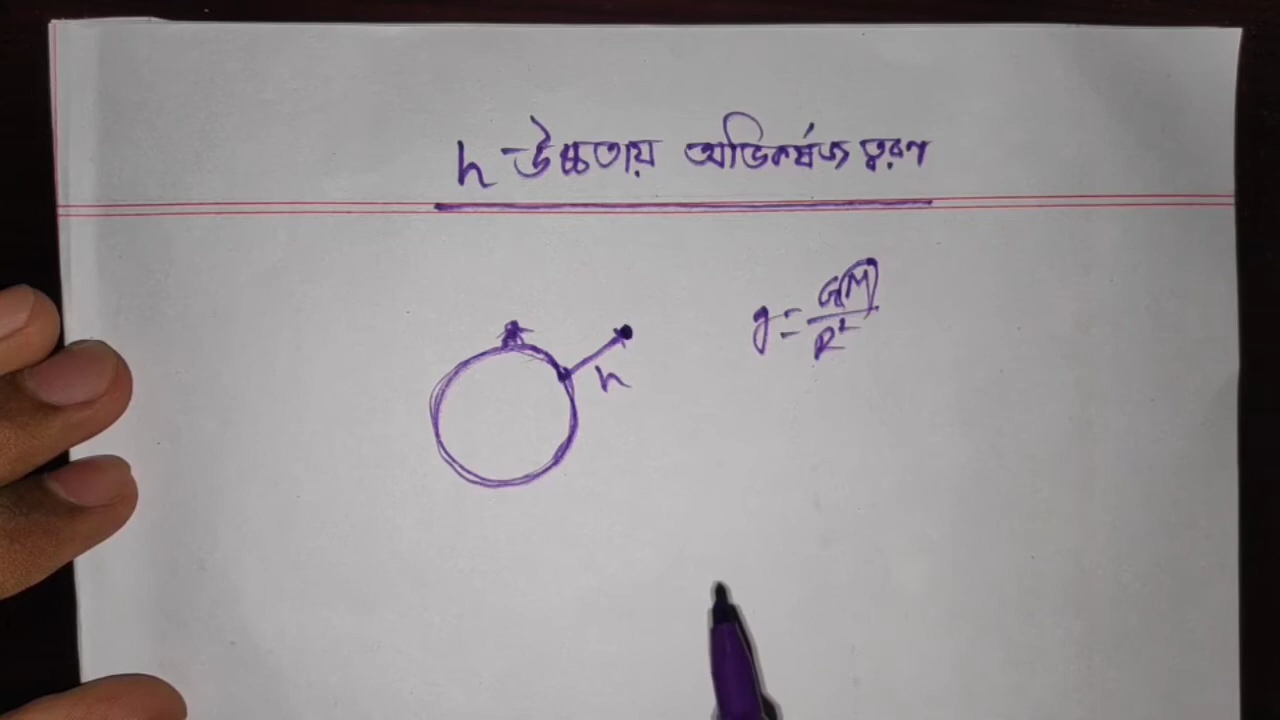 h-উচ্চতায় অভিকর্ষজ ত্বরণ
g = GM/R²
h